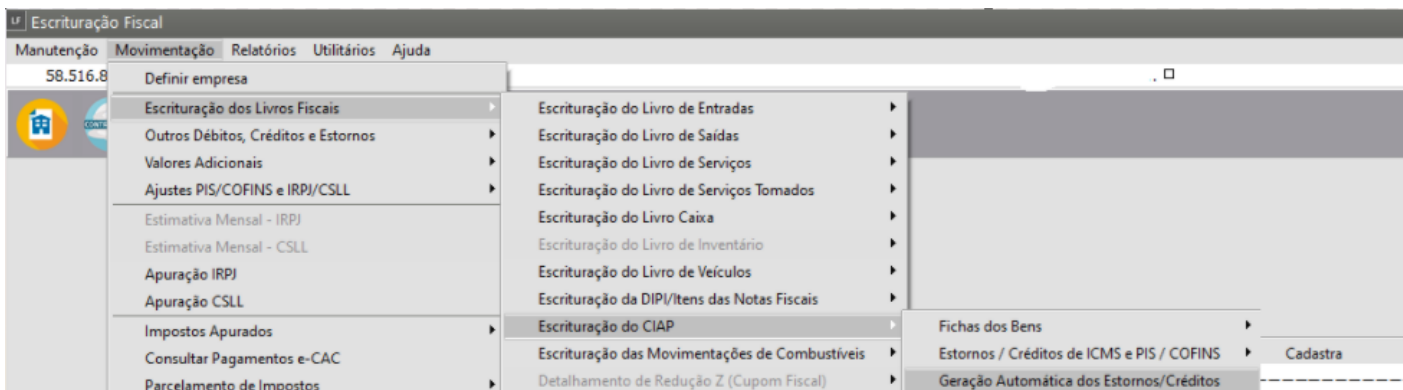 LF Escrituração Fiscal
Manutenção Movimentação Relatórios Utilitários Ajuda
58.516.8
Definir empresa
Escrituração dos Livros Fiscais
Outros Débitos, Créditos e Estornos
Valores Adicionais
Ajustes PIS/COFINS e IRPJ/CSLL
Estimativa Mensal - IRPJ
Estimativa Mensal - CSLL
Apuração IRPJ
Apuração CSLL
Impostos Apurados
Consultar Pagamentos e-CAC
Parcelamento de Impostos
Escrituração do Livro de Entradas
Escrituração do Livro de Saídas
Escrituração do Livro de Serviços
Escrituração do Livro de Serviços Tomados
Escrituração do Livro Caixa
Escrituração do Livro de Inventário
Escrituração do Livro de Veículos
Escrituração da DIPI/Itens das Notas Fiscais
Escrituração do CIAP
Escrituração das Movimentações de Combustíveis
Detalhamento de Redução Z (Cupom Fiscal)
Fichas dos Bens
Estornos / Créditos de ICMS e PIS / COFINS
Geração Automática dos Estornos/Créditos
Cadastra